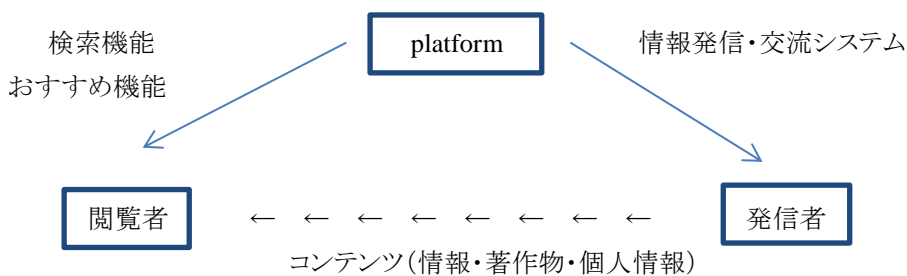 検索機能
platform
情報発信・交流システム
おすすめ機能
閲覧者
← ← ← ← ← ← ← ←
発信者
コンテンツ（情報・著作物・個人情報）